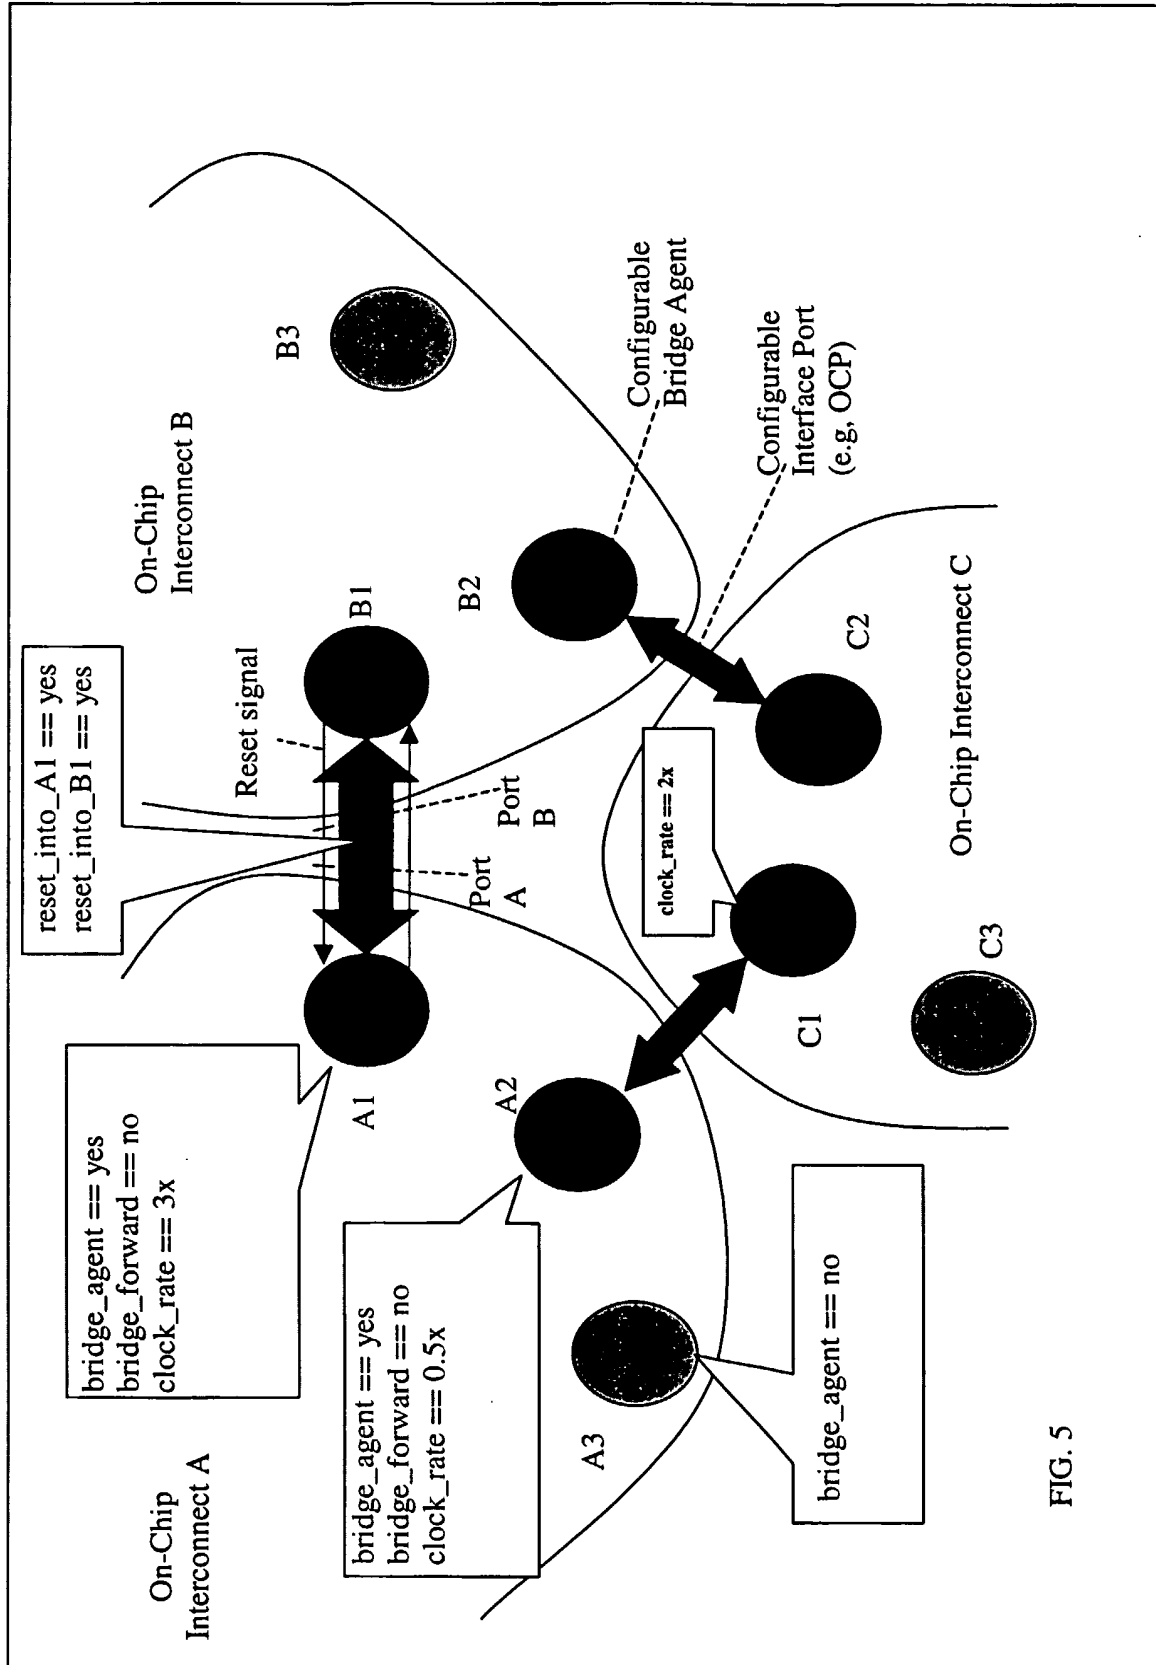 On-Chip
Interconnect A
bridge_agent == yes
bridge_forward == no
clock_rate == 3x
reset_into_A1 == yes
reset_into_B1 == yes
On-Chip
Interconnect B
Reset signal
A1
B1
B3
Port
A
Port
B
bridge_agent == yes
bridge_forward == no
clock_rate == 0.5x
A2
B2
Configurable
Bridge Agent
A3
clock_rate == 2x
Configurable
Interface Port
(e.g, OCP)
C1
C2
bridge_agent == no
C3
On-Chip Interconnect C
FIG. 5